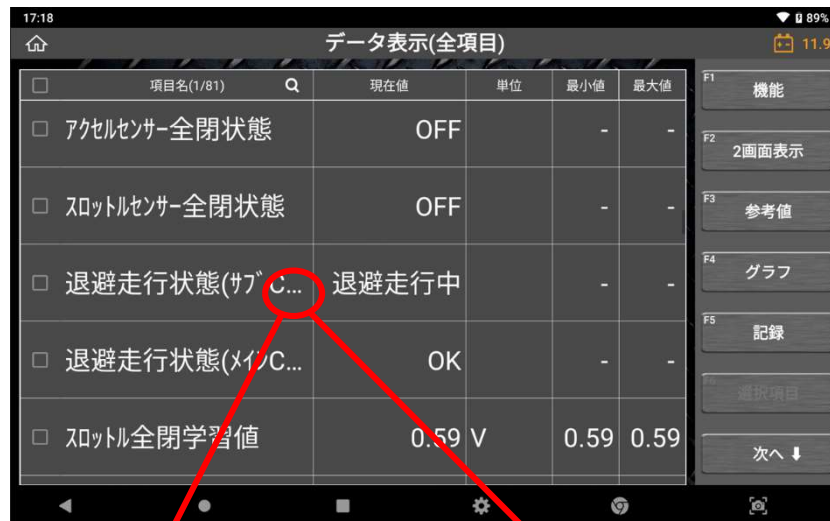 17:18 89%
データ表示(全項目) 11.9
項目名(1/81) 現在値 単位 最小値 最大値
ｱｸｾﾙｾﾝｻｰ全閉状態 OFF - -
ｽﾛｯﾄﾙｾﾝｻｰ全閉状態 OFF - -
退避走行状態(ｻﾌﾞC... 退避走行中 - -
退避走行状態(ﾒｲﾝC... OK - -
ｽﾛｯﾄﾙ全閉学習値 0.59 V 0.59 0.59
F1 機能
F2 2画面表示
F3 参考値
F4 グラフ
F5 記録
F6 選択項目
次へ